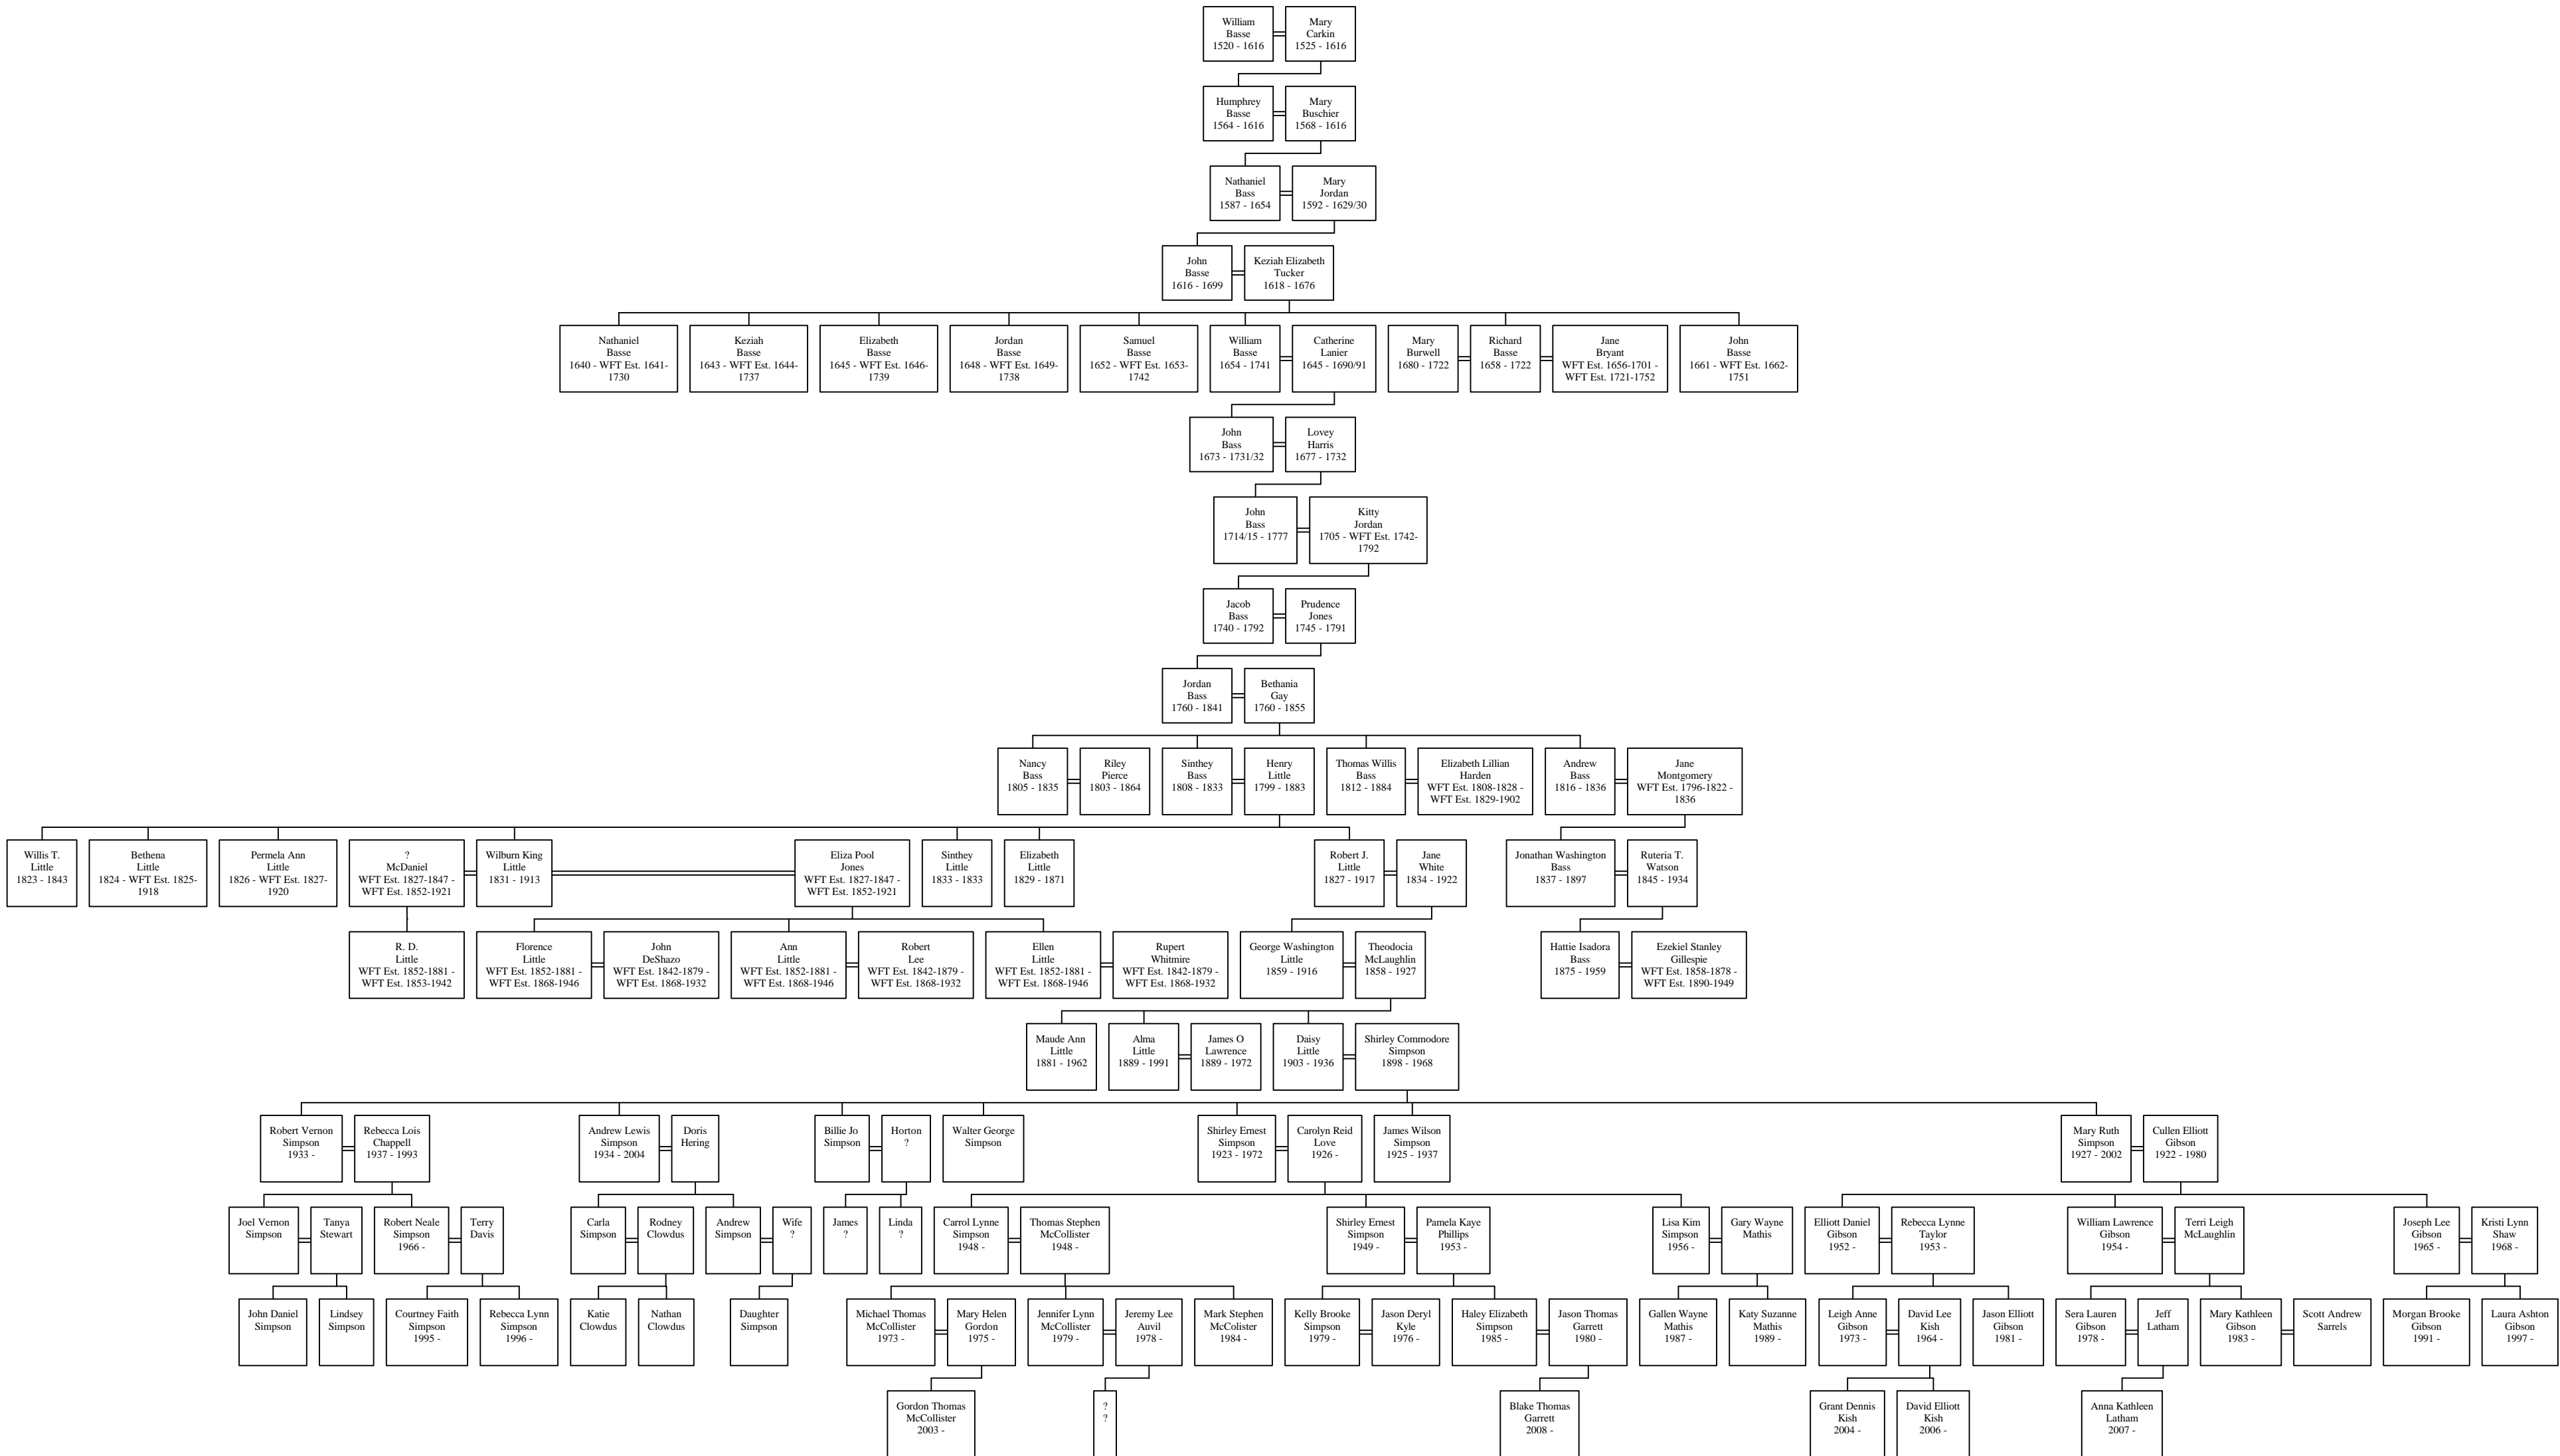 William
Basse
1520 - 1616
Mary
Carkin
1525 - 1616
Humphrey
Basse
1564 - 1616
Mary
Buschier
1568 - 1616
Nathaniel
Bass
1587 - 1654
Mary
Jordan
1592 - 1629/30
John
Basse
1616 - 1699
Keziah Elizabeth
Tucker
1618 - 1676
Nathaniel
Basse
1640 - WFT Est. 1641-
1730
Keziah
Basse
1643 - WFT Est. 1644-
1737
Elizabeth
Basse
1645 - WFT Est. 1646-
1739
Jordan
Basse
1648 - WFT Est. 1649-
1738
Samuel
Basse
1652 - WFT Est. 1653-
1742
William
Basse
1654 - 1741
Catherine
Lanier
1645 - 1690/91
Mary
Burwell
1680 - 1722
Richard
Basse
1658 - 1722
Jane
Bryant
WFT Est. 1656-1701 -
WFT Est. 1721-1752
John
Basse
1661 - WFT Est. 1662-
1751
John
Bass
1673 - 1731/32
Lovey
Harris
1677 - 1732
John
Bass
1714/15 - 1777
Kitty
Jordan
1705 - WFT Est. 1742-
1792
Jacob
Bass
1740 - 1792
Prudence
Jones
1745 - 1791
Jordan
Bass
1760 - 1841
Bethania
Gay
1760 - 1855
Nancy
Bass
1805 - 1835
Riley
Pierce
1803 - 1864
Sinthey
Bass
1808 - 1833
Henry
Little
1799 - 1883
Thomas Willis
Bass
1812 - 1884
Elizabeth Lillian
Harden
WFT Est. 1808-1828 -
WFT Est. 1829-1902
Andrew
Bass
1816 - 1836
Jane
Montgomery
WFT Est. 1796-1822 -
1836
Willis T.
Little
1823 - 1843
Bethena
Little
1824 - WFT Est. 1825-
1918
Permela Ann
Little
1826 - WFT Est. 1827-
1920
?
McDaniel
WFT Est. 1827-1847 -
WFT Est. 1852-1921
Wilburn King
Little
1831 - 1913
Eliza Pool
Jones
WFT Est. 1827-1847 -
WFT Est. 1852-1921
Sinthey
Little
1833 - 1833
Elizabeth
Little
1829 - 1871
Robert J.
Little
1827 - 1917
Jane
White
1834 - 1922
Jonathan Washington
Bass
1837 - 1897
Ruteria T.
Watson
1845 - 1934
R. D.
Little
WFT Est. 1852-1881 -
WFT Est. 1853-1942
Florence
Little
WFT Est. 1852-1881 -
WFT Est. 1868-1946
John
DeShazo
WFT Est. 1842-1879 -
WFT Est. 1868-1932
Ann
Little
WFT Est. 1852-1881 -
WFT Est. 1868-1946
Robert
Lee
WFT Est. 1842-1879 -
WFT Est. 1868-1932
Ellen
Little
WFT Est. 1852-1881 -
WFT Est. 1868-1946
Rupert
Whitmire
WFT Est. 1842-1879 -
WFT Est. 1868-1932
George Washington
Little
1859 - 1916
Theodocia
McLaughlin
1858 - 1927
Hattie Isadora
Bass
1875 - 1959
Ezekiel Stanley
Gillespie
WFT Est. 1858-1878 -
WFT Est. 1890-1949
Maude Ann
Little
1881 - 1962
Alma
Little
1889 - 1991
James O
Lawrence
1889 - 1972
Daisy
Little
1903 - 1936
Shirley Commodore
Simpson
1898 - 1968
Robert Vernon
Simpson
1933 -
Rebecca Lois
Chappell
1937 - 1993
Andrew Lewis
Simpson
1934 - 2004
Doris
Hering
Billie Jo
Simpson
Horton
?
Walter George
Simpson
Shirley Ernest
Simpson
1923 - 1972
Carolyn Reid
Love
1926 -
James Wilson
Simpson
1925 - 1937
Mary Ruth
Simpson
1927 - 2002
Cullen Elliott
Gibson
1922 - 1980
Joel Vernon
Simpson
Tanya
Stewart
Robert Neale
Simpson
1966 -
Terry
Davis
Carla
Simpson
Rodney
Clowdus
Andrew
Simpson
Wife
?
James
?
Linda
?
Carrol Lynne
Simpson
1948 -
Thomas Stephen
McCollister
1948 -
Shirley Ernest
Simpson
1949 -
Pamela Kaye
Phillips
1953 -
Lisa Kim
Simpson
1956 -
Gary Wayne
Mathis
Elliott Daniel
Gibson
1952 -
Rebecca Lynne
Taylor
1953 -
William Lawrence
Gibson
1954 -
Terri Leigh
McLaughlin
Joseph Lee
Gibson
1965 -
Kristi Lynn
Shaw
1968 -
John Daniel
Simpson
Lindsey
Simpson
Courtney Faith
Simpson
1995 -
Rebecca Lynn
Simpson
1996 -
Katie
Clowdus
Nathan
Clowdus
Daughter
Simpson
Michael Thomas
McCollister
1973 -
Mary Helen
Gordon
1975 -
Jennifer Lynn
McCollister
1979 -
Jeremy Lee
Auvil
1978 -
Mark Stephen
McColister
1984 -
Kelly Brooke
Simpson
1979 -
Jason Deryl
Kyle
1976 -
Haley Elizabeth
Simpson
1985 -
Jason Thomas
Garrett
1980 -
Gallen Wayne
Mathis
1987 -
Katy Suzanne
Mathis
1989 -
Leigh Anne
Gibson
1973 -
David Lee
Kish
1964 -
Jason Elliott
Gibson
1981 -
Sera Lauren
Gibson
1978 -
Jeff
Latham
Mary Kathleen
Gibson
1983 -
Scott Andrew
Sarrels
Morgan Brooke
Gibson
1991 -
Laura Ashton
Gibson
1997 -
Gordon Thomas
McCollister
2003 -
?
?
Blake Thomas
Garrett
2008 -
Grant Dennis
Kish
2004 -
David Elliott
Kish
2006 -
Anna Kathleen
Latham
2007 -